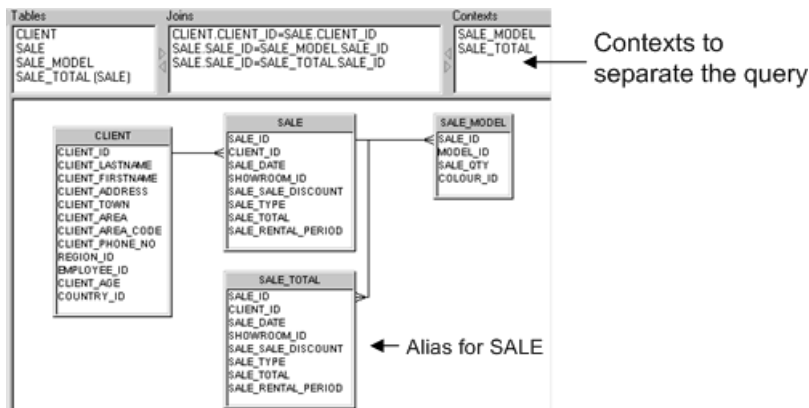 Tables
CLIENT
SALE
SALE_MODEL
SALE_TOTAL (SALE)
Joins
CLIENT.CLIENT_ID=SALE.CLIENT_ID
SALE.SALE_ID=SALE_MODEL.SALE_ID
SALE.SALE_ID=SALE_TOTAL.SALE_ID
Contexts
SALE_MODEL
SALE_TOTAL
Contexts to
separate the query
CLIENT
CLIENT_ID
CLIENT_LASTNAME
CLIENT_FIRSTNAME
CLIENT_ADDRESS
CLIENT_TOWN
CLIENT_AREA
CLIENT_AREA_CODE
CLIENT_PHONE_NO
REGION_ID
EMPLOYEE_ID
CLIENT_AGE
COUNTRY_ID
SALE
SALE_ID
CLIENT_ID
SALE_DATE
SHOWROOM_ID
SALE_SALE_DISCOUNT
SALE_TYPE
SALE_TOTAL
SALE_RENTAL_PERIOD
SALE_MODEL
SALE_ID
MODEL_ID
SALE_QTY
COLOUR_ID
SALE_TOTAL
SALE_ID
CLIENT_ID
SALE_DATE
SHOWROOM_ID
SALE_SALE_DISCOUNT
SALE_TYPE
SALE_TOTAL
SALE_RENTAL_PERIOD
Alias for SALE